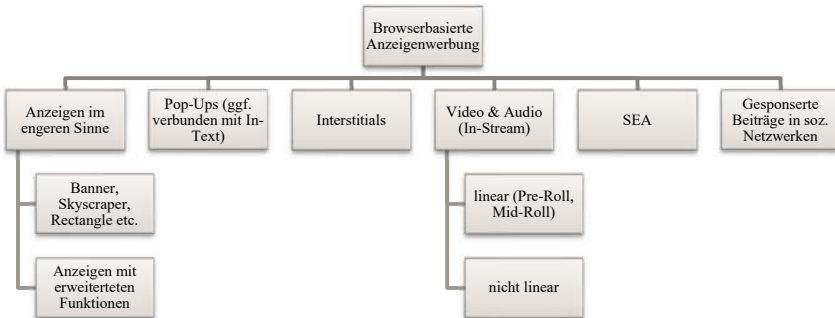 Browserbasierte
Anzeigenwerbung
Anzeigen im
engeren Sinne
Pop-Ups (ggf.
verbunden mit In-
Text)
Interstitials
Video & Audio
(In-Stream)
SEA
Gesponserte
Beiträge in soz.
Netzwerken
Banner,
Skyscraper,
Rectangle etc.
linear (Pre-Roll,
Mid-Roll)
Anzeigen mit
erweiterteten
Funktionen
nicht linear